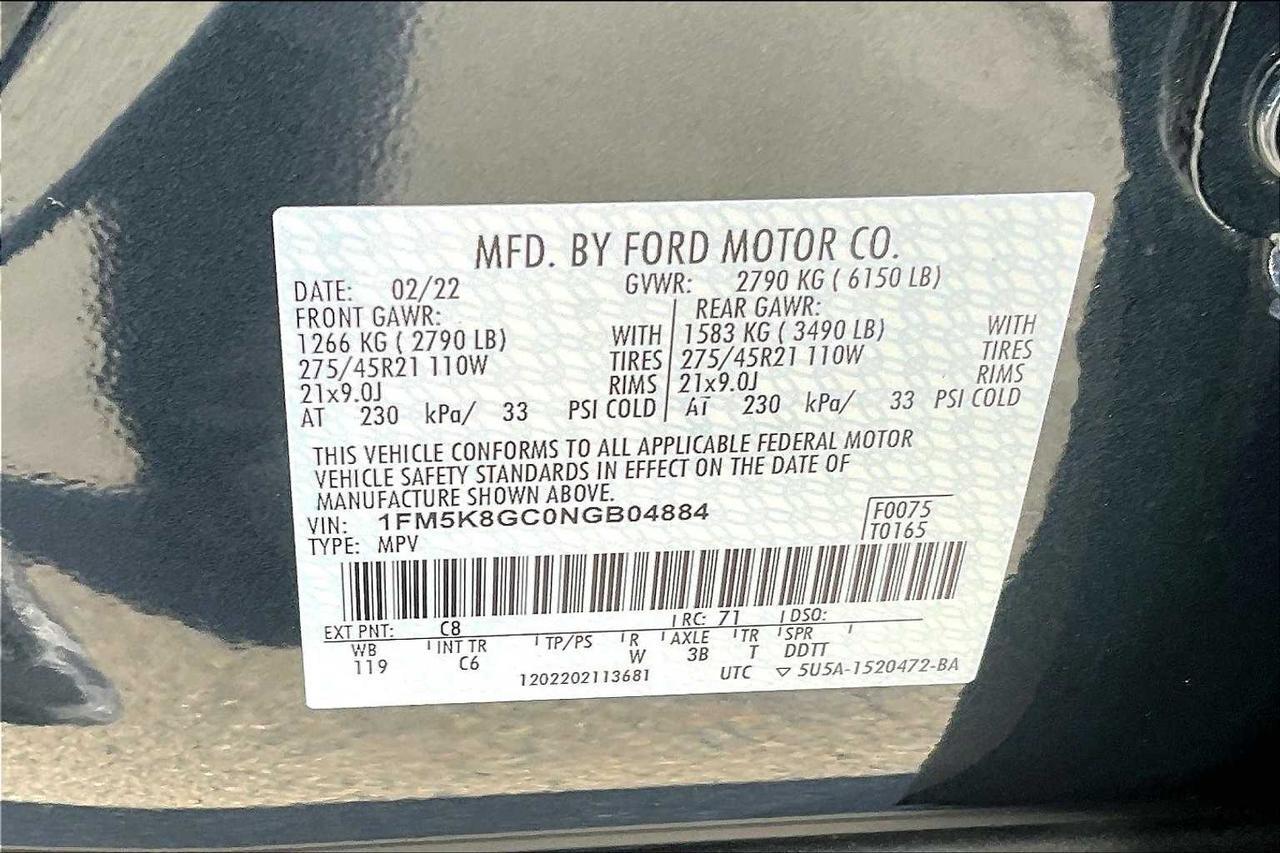 MFD. BY FORD MOTOR CO.
DATE: 02/22 GVWR: 2790 KG ( 6150 LB)
FRONT GAWR: REAR GAWR:
1266 KG ( 2790 LB) WITH 1583 KG ( 3490 LB) WITH
275/45R21 110W TIRES 275/45R21 110W TIRES
21x9.0J RIMS 21x9.0J RIMS
AT 230 kPa/ 33 PSI COLD AT 230 kPa/ 33 PSI COLD
THIS VEHICLE CONFORMS TO ALL APPLICABLE FEDERAL MOTOR
VEHICLE SAFETY STANDARDS IN EFFECT ON THE DATE OF
MANUFACTURE SHOWN ABOVE.
VIN: 1FM5K8GC0NGB04884 F0075
TYPE: MPV T0165
EXT PNT: C8 RC: 71 DSO:
WB INT TR TP/PS R AXLE TR SPR
119 C6 W 3B T DDTT
1202202113681 UTC ▽ 5U5A-1520472-BA